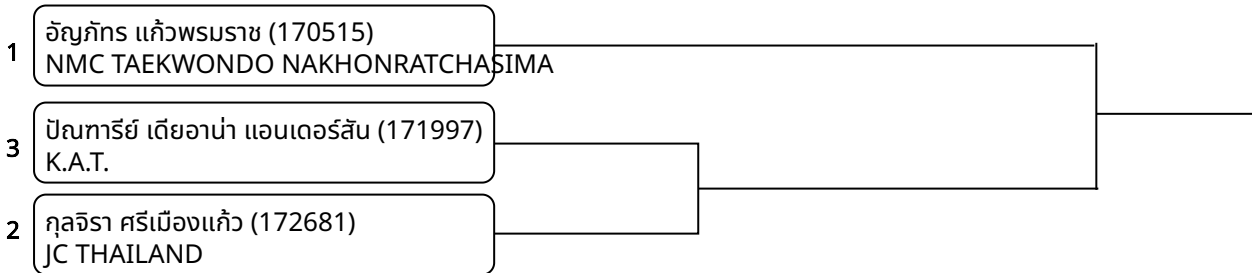 1
อัญภัทร แก้วพรมราช (170515)
NMC TAEKWONDO NAKHONRATCHASIMA
3
ปัณฑารีย์ เดียอาน่า แอนเดอร์สัน (171997)
K.A.T.
2
กุลจิรา ศรีเมืองแก้ว (172681)
JC THAILAND